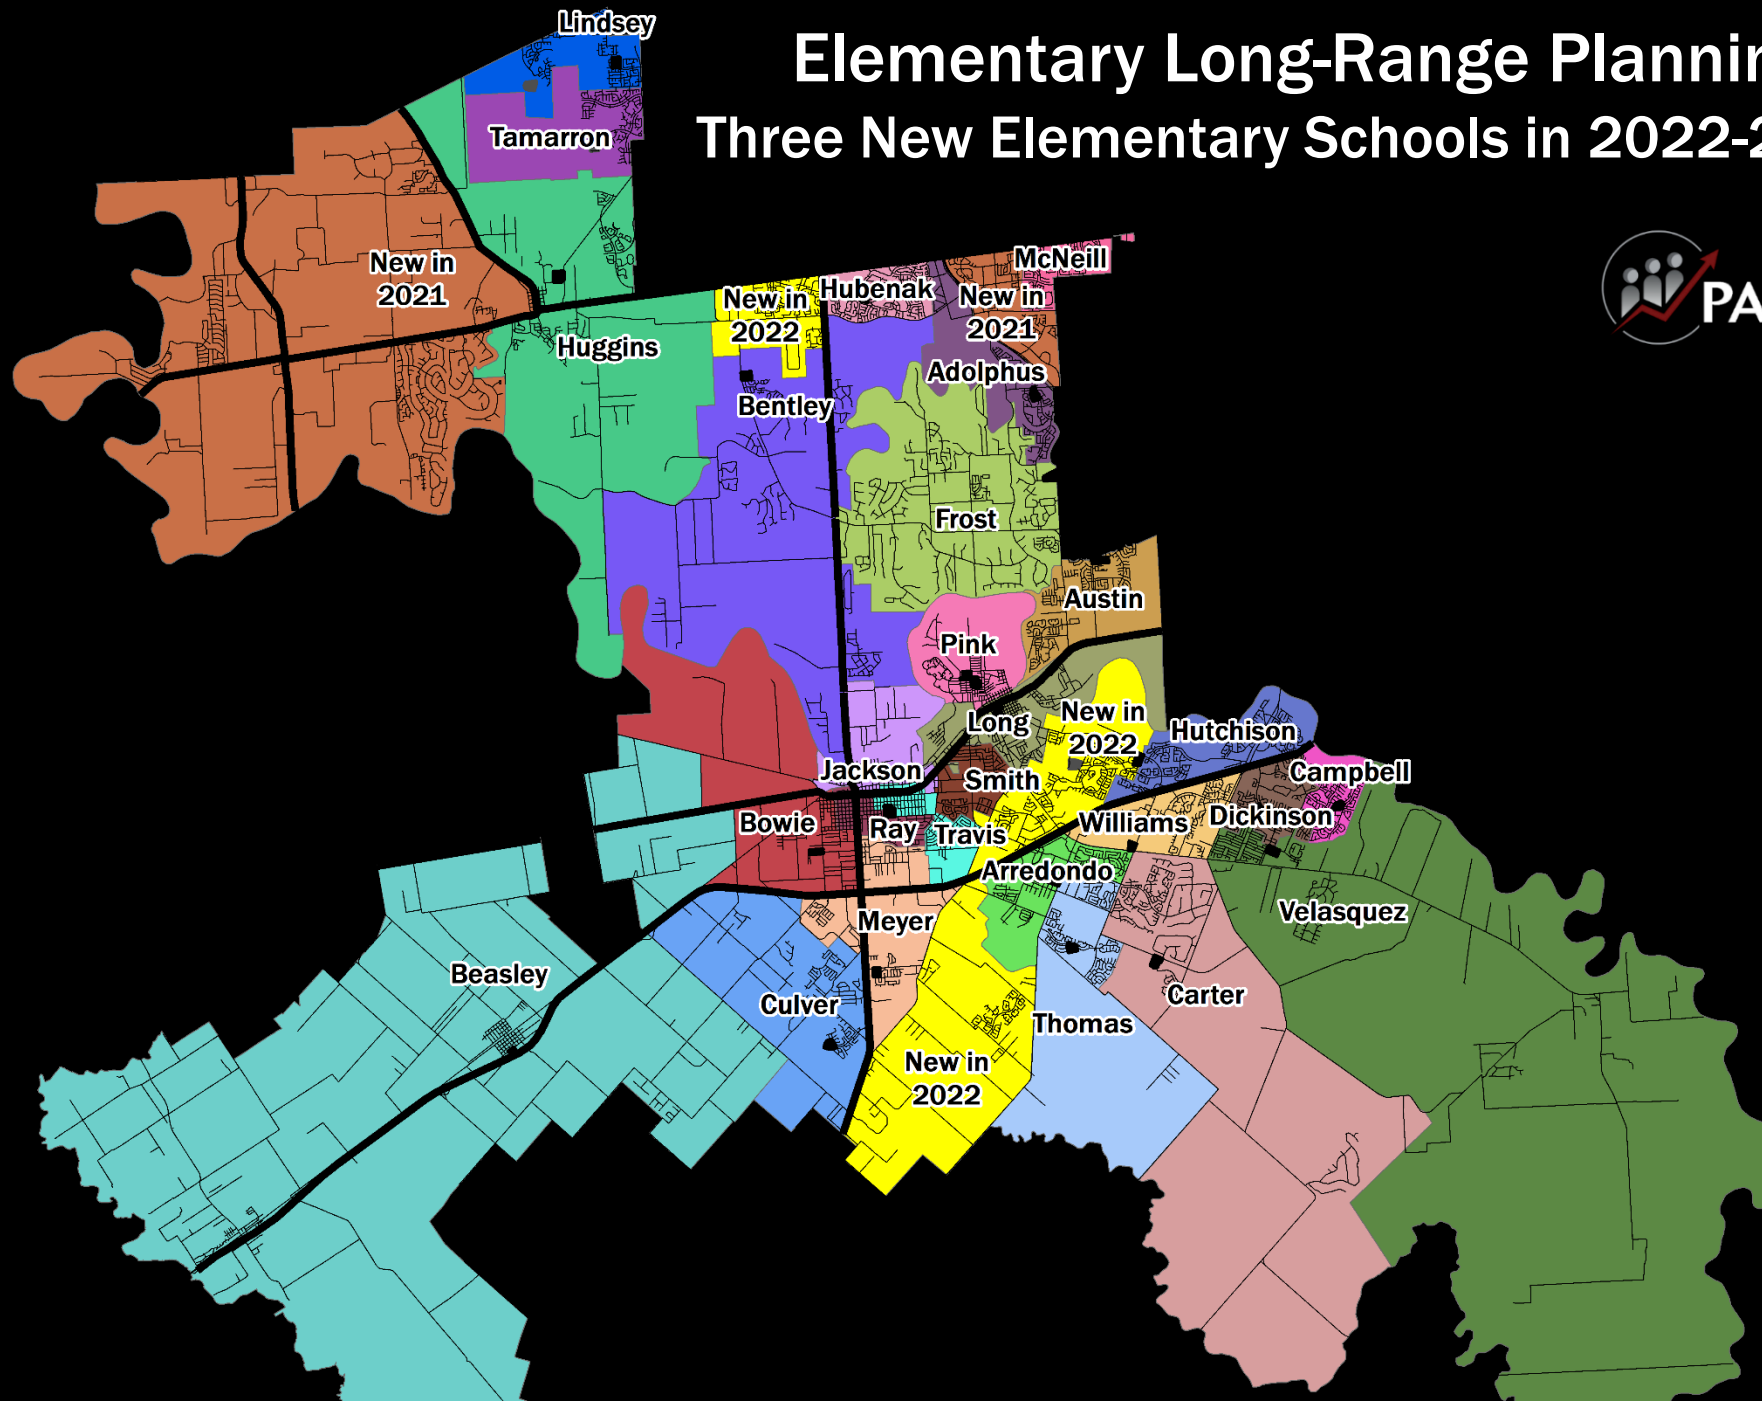 Elementary Long-Range Plannin
Three New Elementary Schools in 2022-2
PA
Lindsey
Tamarron
New in
2021
McNeill
New in
2022
Hubenak
New in
2021
Huggins
Adolphus
Bentley
Frost
Austin
Pink
Long
New in
2022
Hutchison
Jackson
Smith
Campbell
Bowie
Ray
Travis
Williams
Dickinson
Arredondo
Meyer
Velasquez
Beasley
Culver
Carter
Thomas
New in
2022